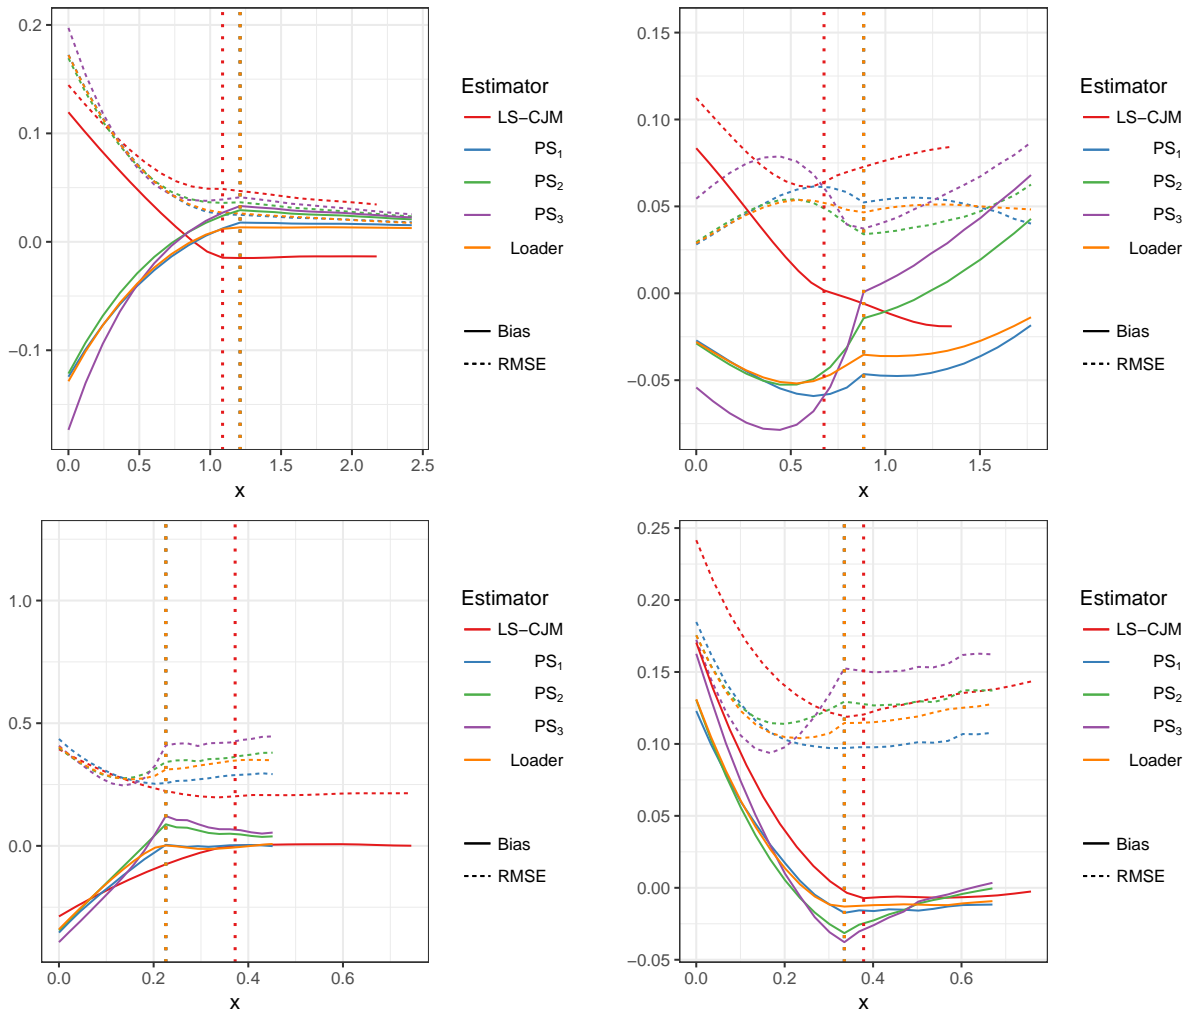 0.2
0.1
0.0
−0.1
0.0 0.5 1.0 1.5 2.0 2.5
x
Estimator
LS−CJM
PS1
PS2
PS3
Loader
Bias
RMSE
0.15
0.10
0.05
0.00
−0.05
0.0 0.5 1.0 1.5
x
Estimator
LS−CJM
PS1
PS2
PS3
Loader
Bias
RMSE
1.0
0.5
0.0
0.0 0.2 0.4 0.6
x
Estimator
LS−CJM
PS1
PS2
PS3
Loader
Bias
RMSE
0.25
0.20
0.15
0.10
0.05
0.00
−0.05
0.0 0.2 0.4 0.6
x
Estimator
LS−CJM
PS1
PS2
PS3
Loader
Bias
RMSE